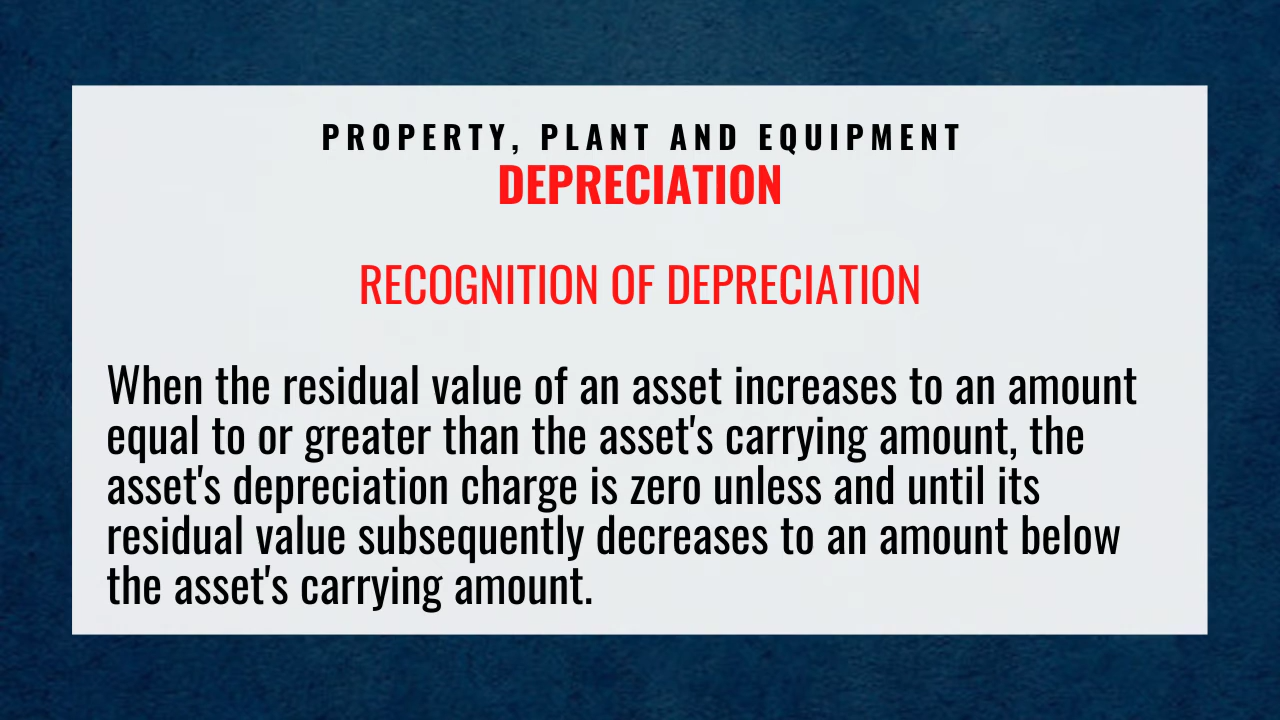 PROPERTY, PLANT AND EQUIPMENT
DEPRECIATION
RECOGNITION OF DEPRECIATION
When the residual value of an asset increases to an amount
equal to or greater than the asset's carrying amount, the
asset's depreciation charge is zero unless and until its
residual value subsequently decreases to an amount below
the asset's carrying amount.